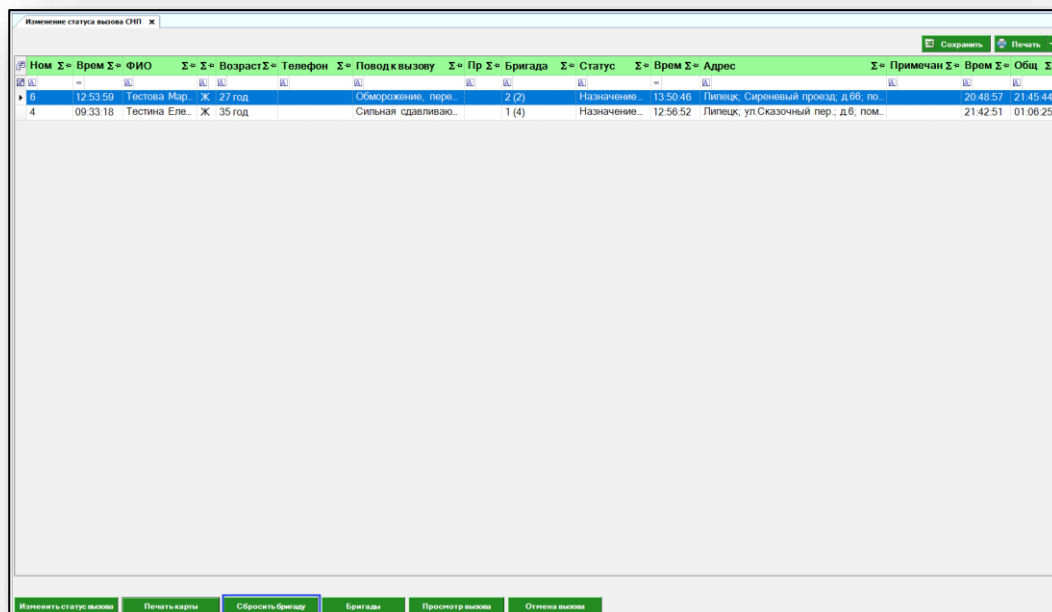 Изменение статуса вызова СМП x
Сохранить Печать
Ном Врем ФИО Возраст Телефон Повод к вызову Пр Бригада Статус Врем Адрес Примечан Врем Общ
6 12:53:59 Тестова Мар... Ж 27 год Обморожение, пере... 2 (2) Назначение... 13:50:46 Липецк; Сиреневый проезд; д.66; по... 20:48:57 21:45:44
4 09:33:18 Тестина Еле... Ж 35 год Сильная сдавливаю... 1 (4) Назначение... 12:56:52 Липецк; ул.Сказочный пер.; д.6; пом... 21:42:51 01:06:25
Изменить статус вызова Печать карты Сбросить бригаду Бригады Просмотр вызова Отмена вызова